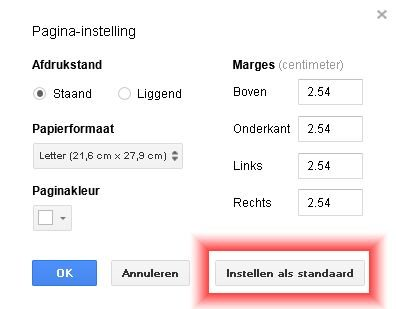 Pagina-instelling
Afdrukstand
Staand Liggend
Papierformaat
Letter (21,6 cm x 27,9 cm)
Paginakleur
Marges (centimeter)
Boven 2.54
Onderkant 2.54
Links 2.54
Rechts 2.54
OK Annuleren Instellen als standaard